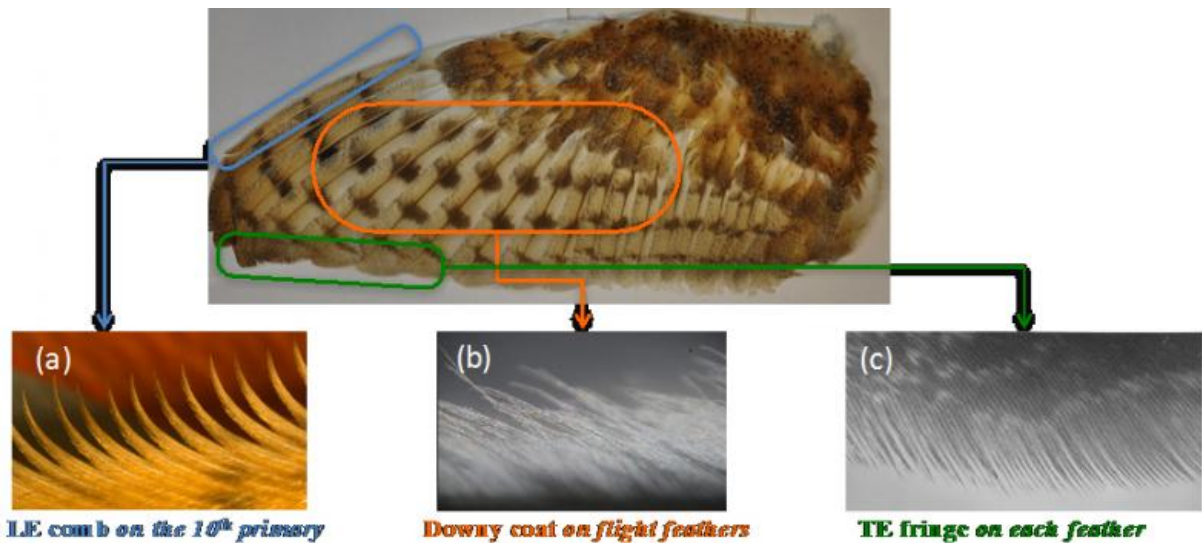 (a)
(b)
(c)
LE comb on the 10th primary
Downy coat on flight feathers
TE fringe on each feather